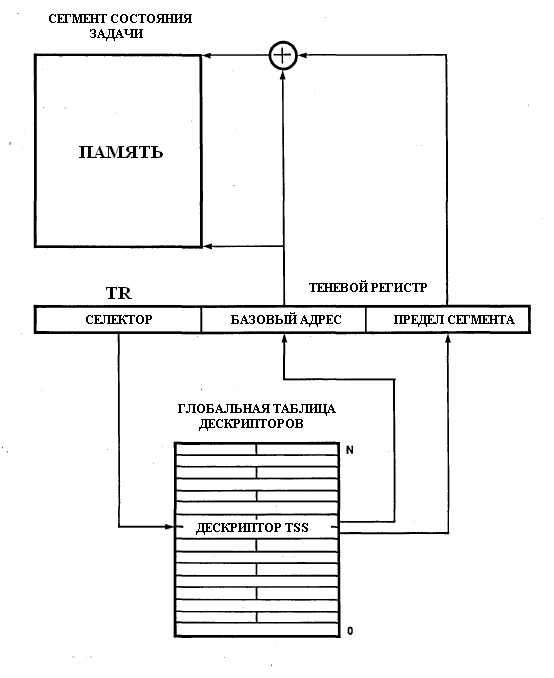 СЕГМЕНТ СОСТОЯНИЯ
ЗАДАЧИ
ПАМЯТЬ
TR
ТЕНЕВОЙ РЕГИСТР
СЕЛЕКТОР
БАЗОВЫЙ АДРЕС
ПРЕДЕЛ СЕГМЕНТА
ГЛОБАЛЬНАЯ ТАБЛИЦА
ДЕСКРИПТОРОВ
N
ДЕСКРИПТОР TSS
0